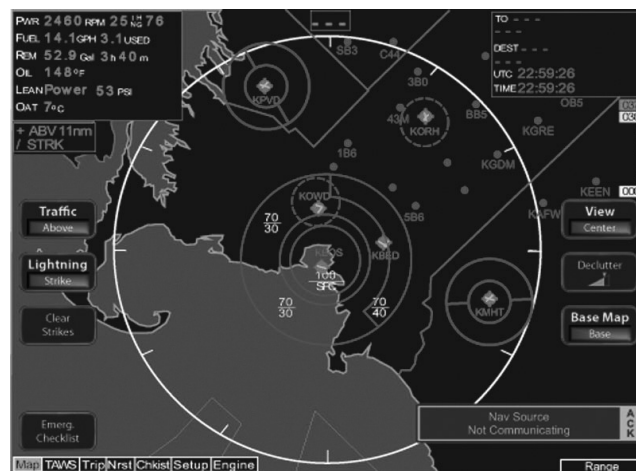 PWR 2460 RPM 25 IN HG 76
FUEL 14.1 GPH 3.1 USED
REM 52.9 Gal 3h 40m
OIL 148°F
LEAN Power 53 PSI
OAT 7°C
+ ABV 11nm
/ STRK
- - -
TO - - -
- - -
DEST - - -
- - -
UTC 22:59:26
TIME 22:59:26
SB3
C44
3B0
KPVD
43M
KORH
BB5
OB5
KGRE
1B6
KGDM
KEEN
KOWD
5B6
KAFW
KBED
KMHT
70
30
100
SFC
70
30
70
40
Traffic
Above
Lightning
Strike
Clear
Strikes
Emerg.
Checklist
View
Center
Declutter
Base Map
Base
Nav Source
Not Communicating
ACK
Map TAWS Trip Nrst Chkist Setup Engine
Range